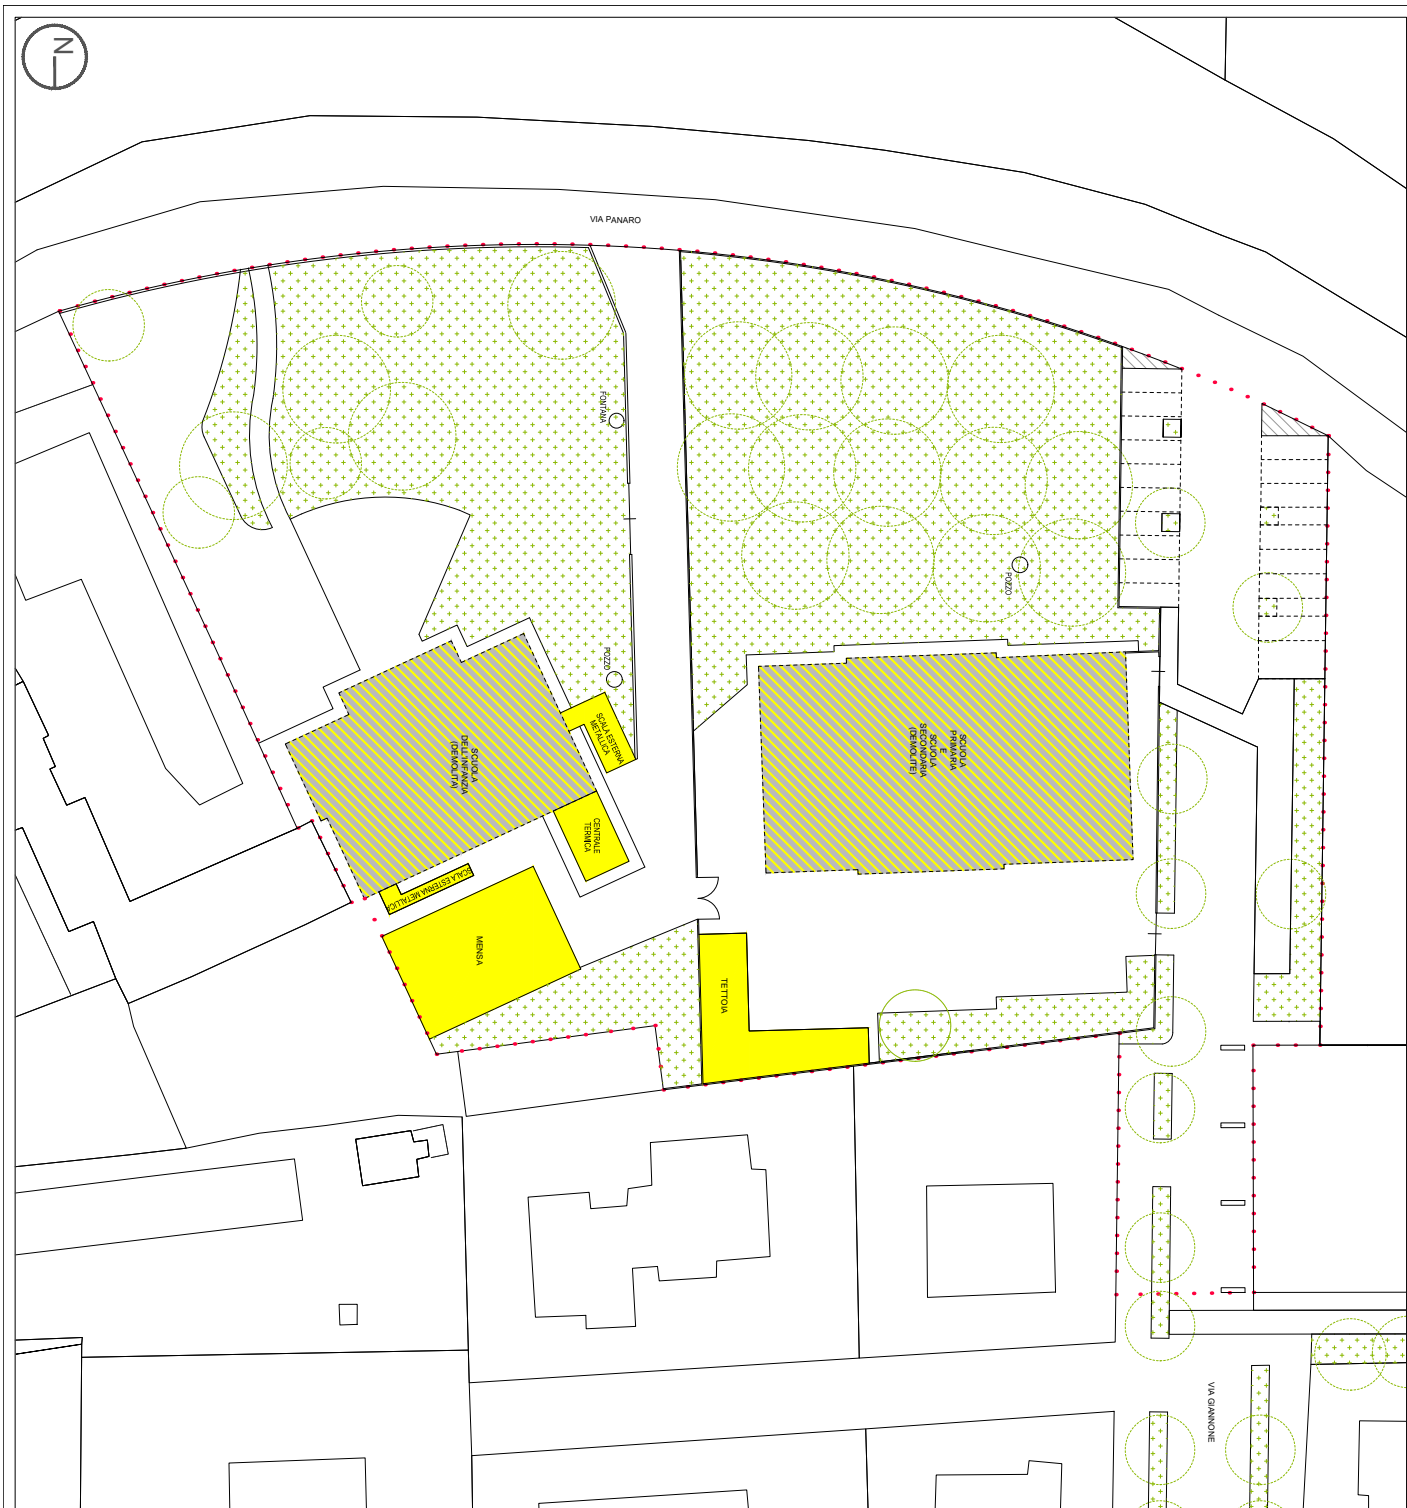 N
VIA PANARO
FONTANA
POZZO
POZZO
SCALA ESTERNA
METALLICA
SCUOLA
DELL'INFANZIA
(DEMOLITA)
SCUOLA
PRIMARIA
E
SCUOLA
SECONDARIA
(DEMOLITE)
CENTRALE
TERMICA
SCALA ESTERNA METALLICA
MENSA
TETTOIA
VIA GIANNONE